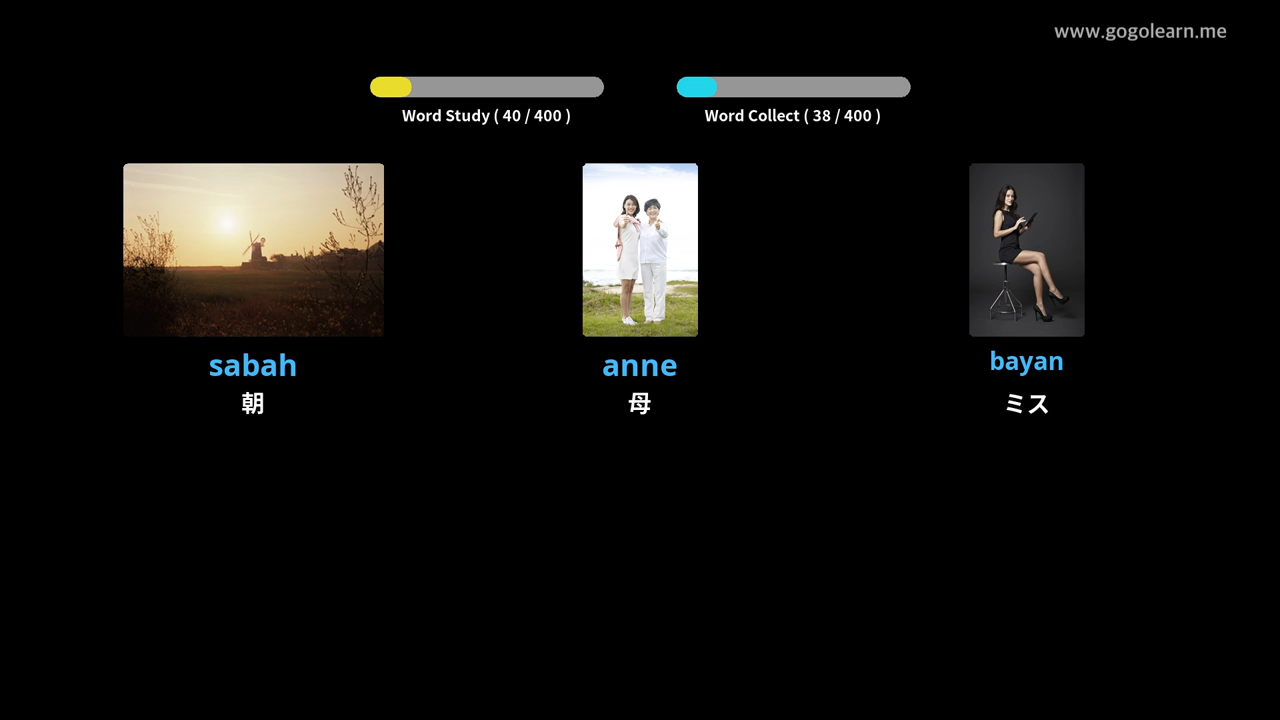 www.gogolearn.me
Word Study ( 40 / 400 )
Word Collect ( 38 / 400 )
sabah
朝
anne
母
bayan
ミス